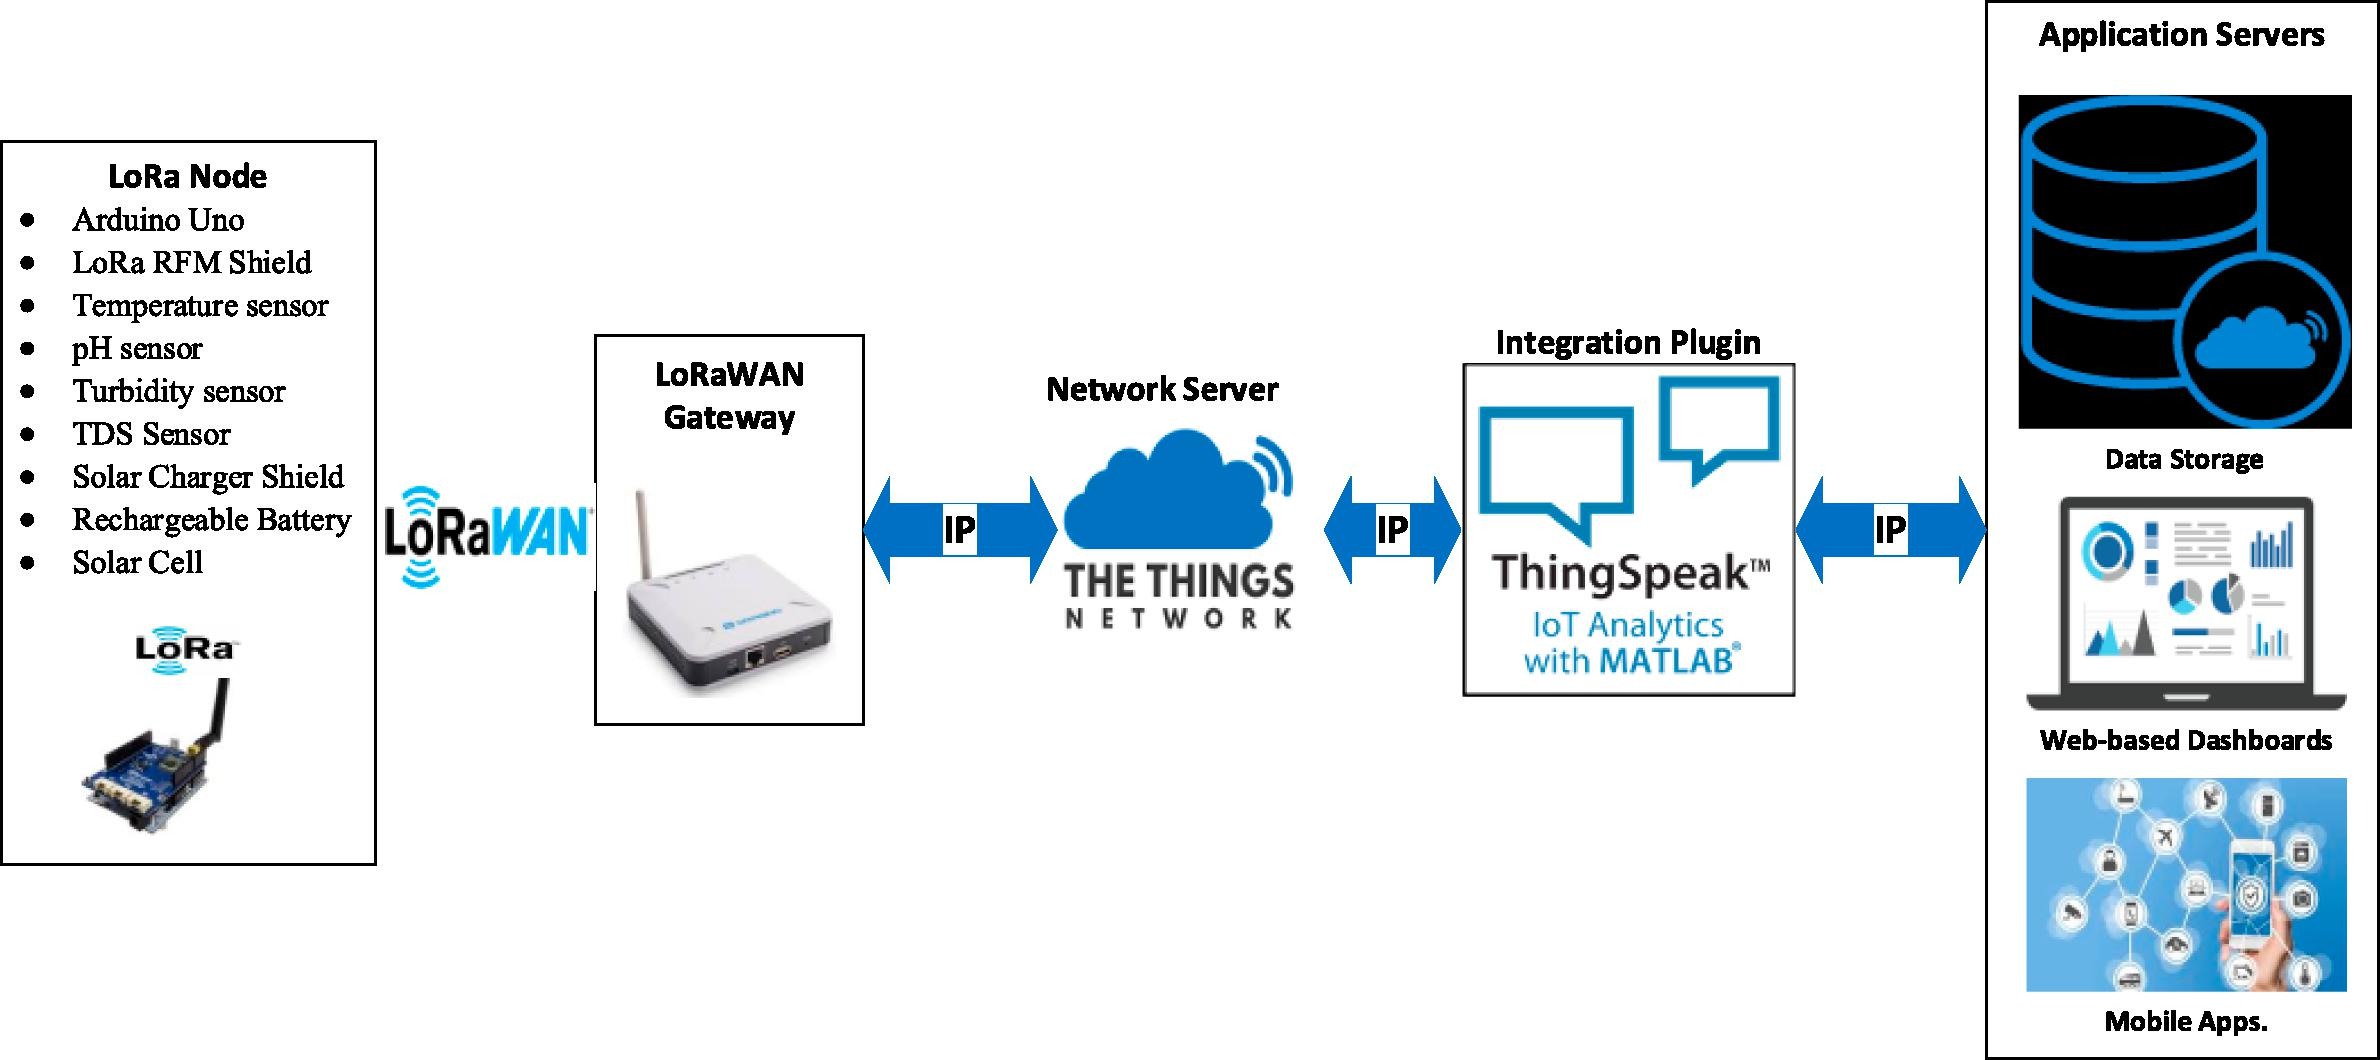 LoRa Node
• Arduino Uno
• LoRa RFM Shield
• Temperature sensor
• pH sensor
• Turbidity sensor
• TDS Sensor
• Solar Charger Shield
• Rechargeable Battery
• Solar Cell
LoRa
LoRaWAN
LoRaWAN
Gateway
IP
Network Server
THE THINGS
NETWORK
IP
Integration Plugin
ThingSpeak™
IoT Analytics
with MATLAB®
IP
Application Servers
Data Storage
Web-based Dashboards
Mobile Apps.